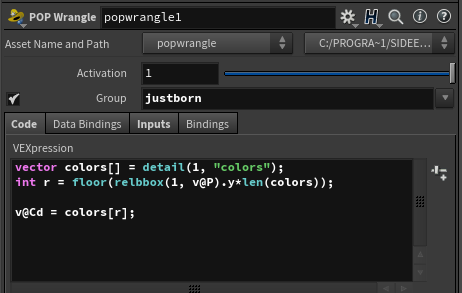 POP Wrangle popwrangle1
Asset Name and Path popwrangle C:/PROGRA~1/SIDEE...
Activation 1
Group justborn
Code Data Bindings Inputs Bindings
VEXpression
vector colors[] = detail(1, "colors");
int r = floor(relbbox(1, v@P).y*len(colors));
v@Cd = colors[r];